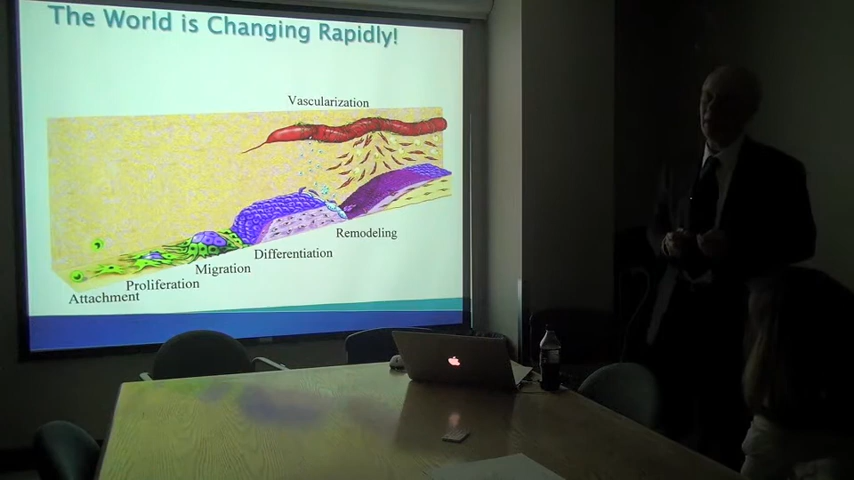 The World is Changing Rapidly!
Vascularization
Remodeling
Differentiation
Migration
Proliferation
Attachment